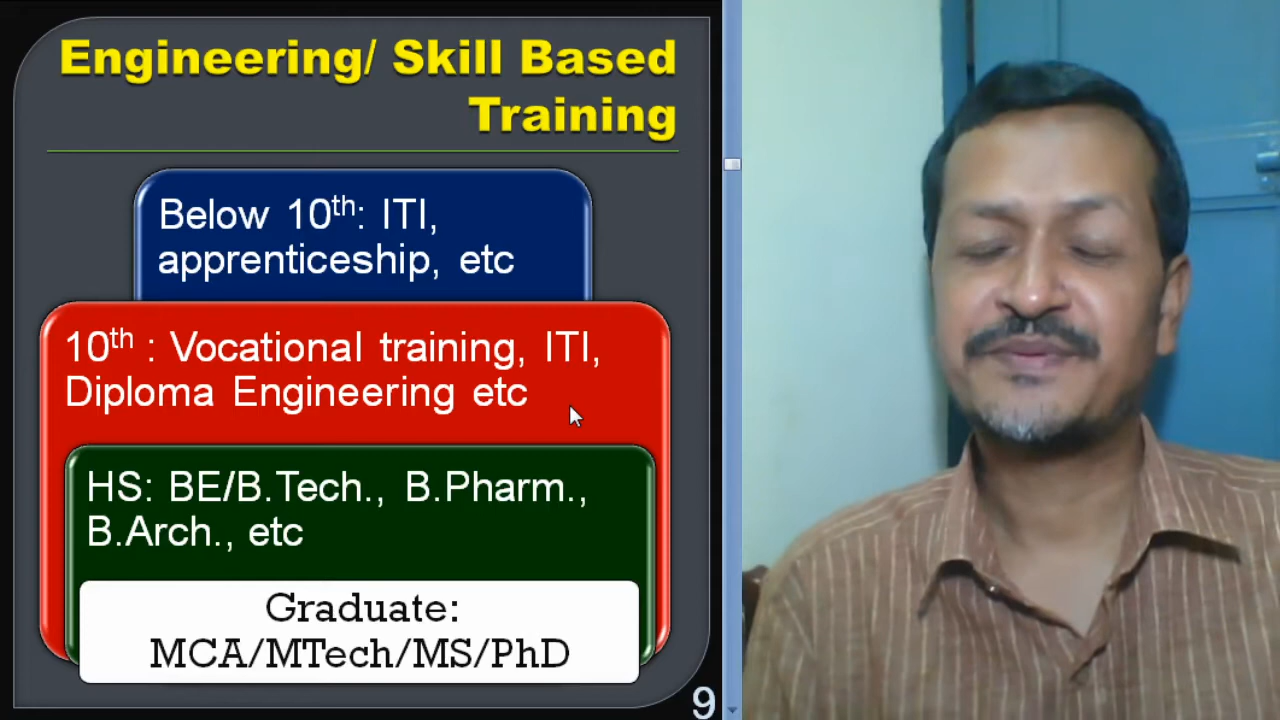 Engineering/ Skill Based
Training
Below 10th: ITI,
apprenticeship, etc
10th : Vocational training, ITI,
Diploma Engineering etc
HS: BE/B.Tech., B.Pharm.,
B.Arch., etc
Graduate:
MCA/MTech/MS/PhD
9